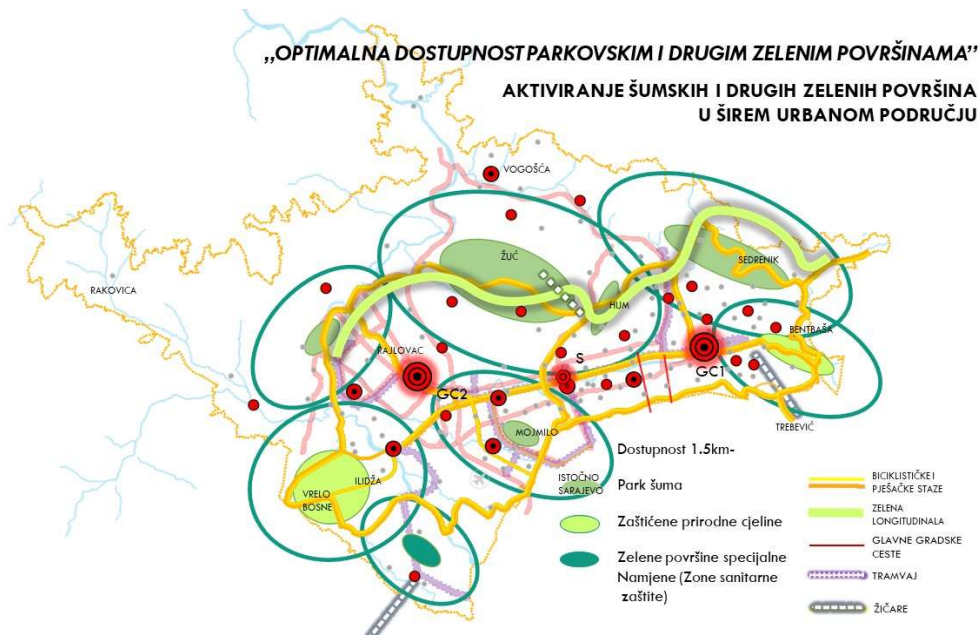 „OPTIMALNA DOSTUPNOST PARKOVSKIM I DRUGIM ZELENIM POVRŠINAMA”
AKTIVIRANJE ŠUMSKIH I DRUGIH ZELENIH POVRŠINA
U ŠIREM URBANOM PODRUČJU
VOGOŠĆA
ŽUČ
SEDRENIK
RAKOVICA
HUM
BENTBAŠA
RAJLOVAC
S
GC1
GC2
TREBEVIĆ
MOJMILO
ISTOČNO
SARAJEVO
ILIDŽA
VRELO
BOSNE
Dostupnost 1.5km-
Park šuma
Zaštićene prirodne cjeline
Zelene površine specijalne
Namjene (Zone sanitarne
zaštite)
BICIKLISTIČKE I
PJEŠAČKE STAZE
ZELENA
LONGITUDINALA
GLAVNE GRADSKE
CESTE
TRAMVAJ
ŽIČARE